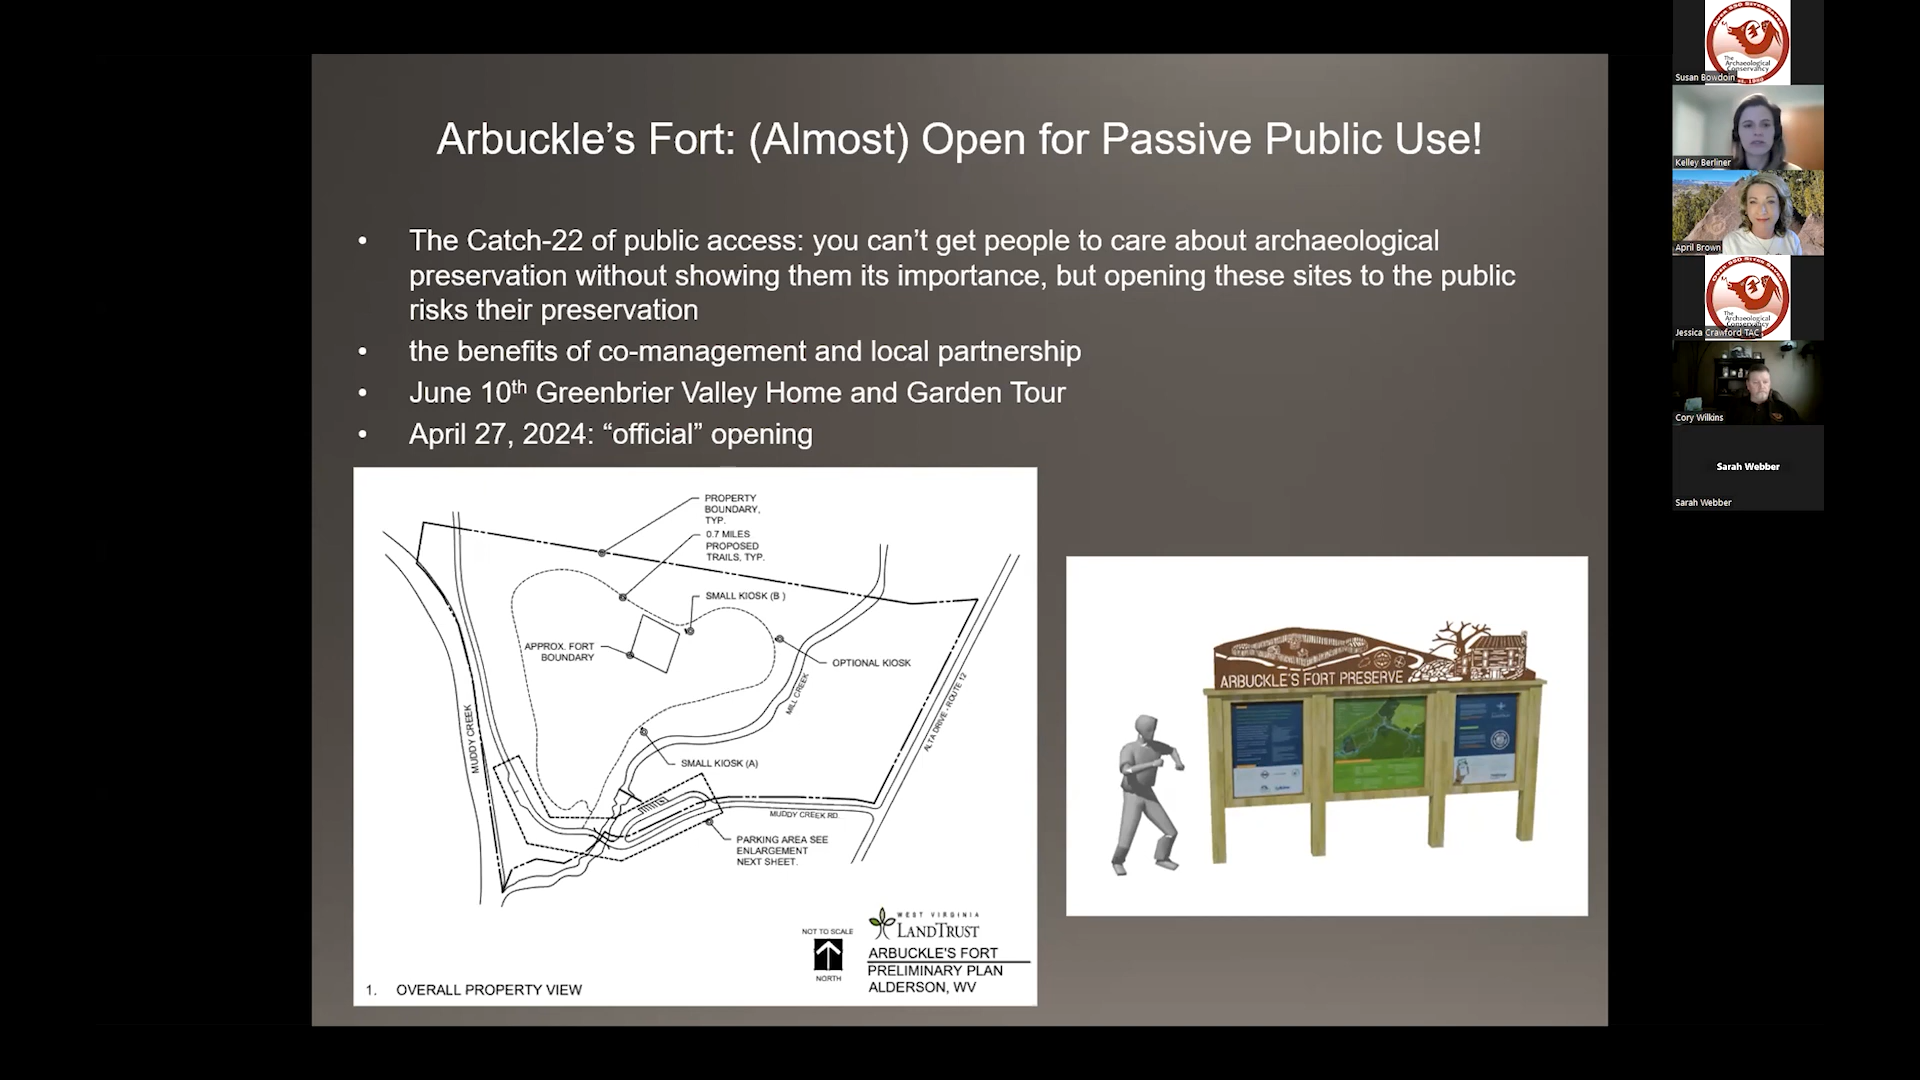 Arbuckle’s Fort: (Almost) Open for Passive Public Use!
• The Catch-22 of public access: you can’t get people to care about archaeological
preservation without showing them its importance, but opening these sites to the public
risks their preservation
• the benefits of co-management and local partnership
• June 10th Greenbrier Valley Home and Garden Tour
• April 27, 2024: “official” opening
PROPERTY
BOUNDARY,
TYP.
0.7 MILES
PROPOSED
TRAILS, TYP.
SMALL KIOSK (B )
APPROX. FORT
BOUNDARY
OPTIONAL KIOSK
MILL CREEK
ALTA DRIVE - ROUTE 12
MUDDY CREEK
SMALL KIOSK (A)
MUDDY CREEK RD.
PARKING AREA SEE
ENLARGEMENT
NEXT SHEET.
NOT TO SCALE
NORTH
WEST VIRGINIA
LANDTRUST
ARBUCKLE'S FORT
PRELIMINARY PLAN
ALDERSON, WV
1. OVERALL PROPERTY VIEW
ARBUCKLE'S FORT PRESERVE
The
Archaeological
Conservancy
Susan Bowdoin
Kelley Berliner
April Brown
The
Archaeological
Conservancy
Jessica Crawford TAC
Cory Wilkins
Sarah Webber
Sarah Webber